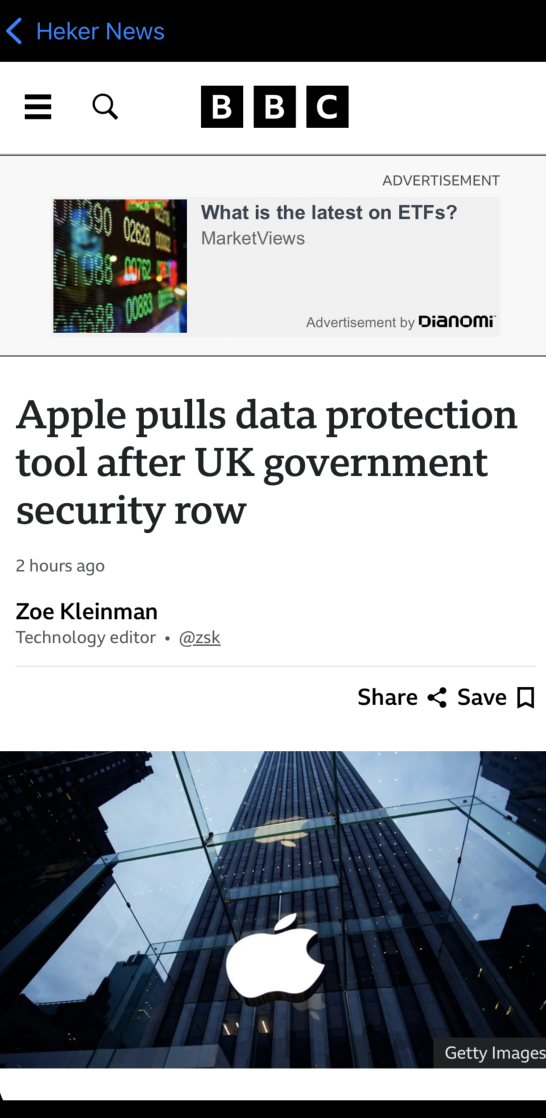 Heker News
BBC
ADVERTISEMENT
What is the latest on ETFs?
MarketViews
Advertisement by Dianomi
Apple pulls data protection
tool after UK government
security row
2 hours ago
Zoe Kleinman
Technology editor • @zsk
Share Save
Getty Images